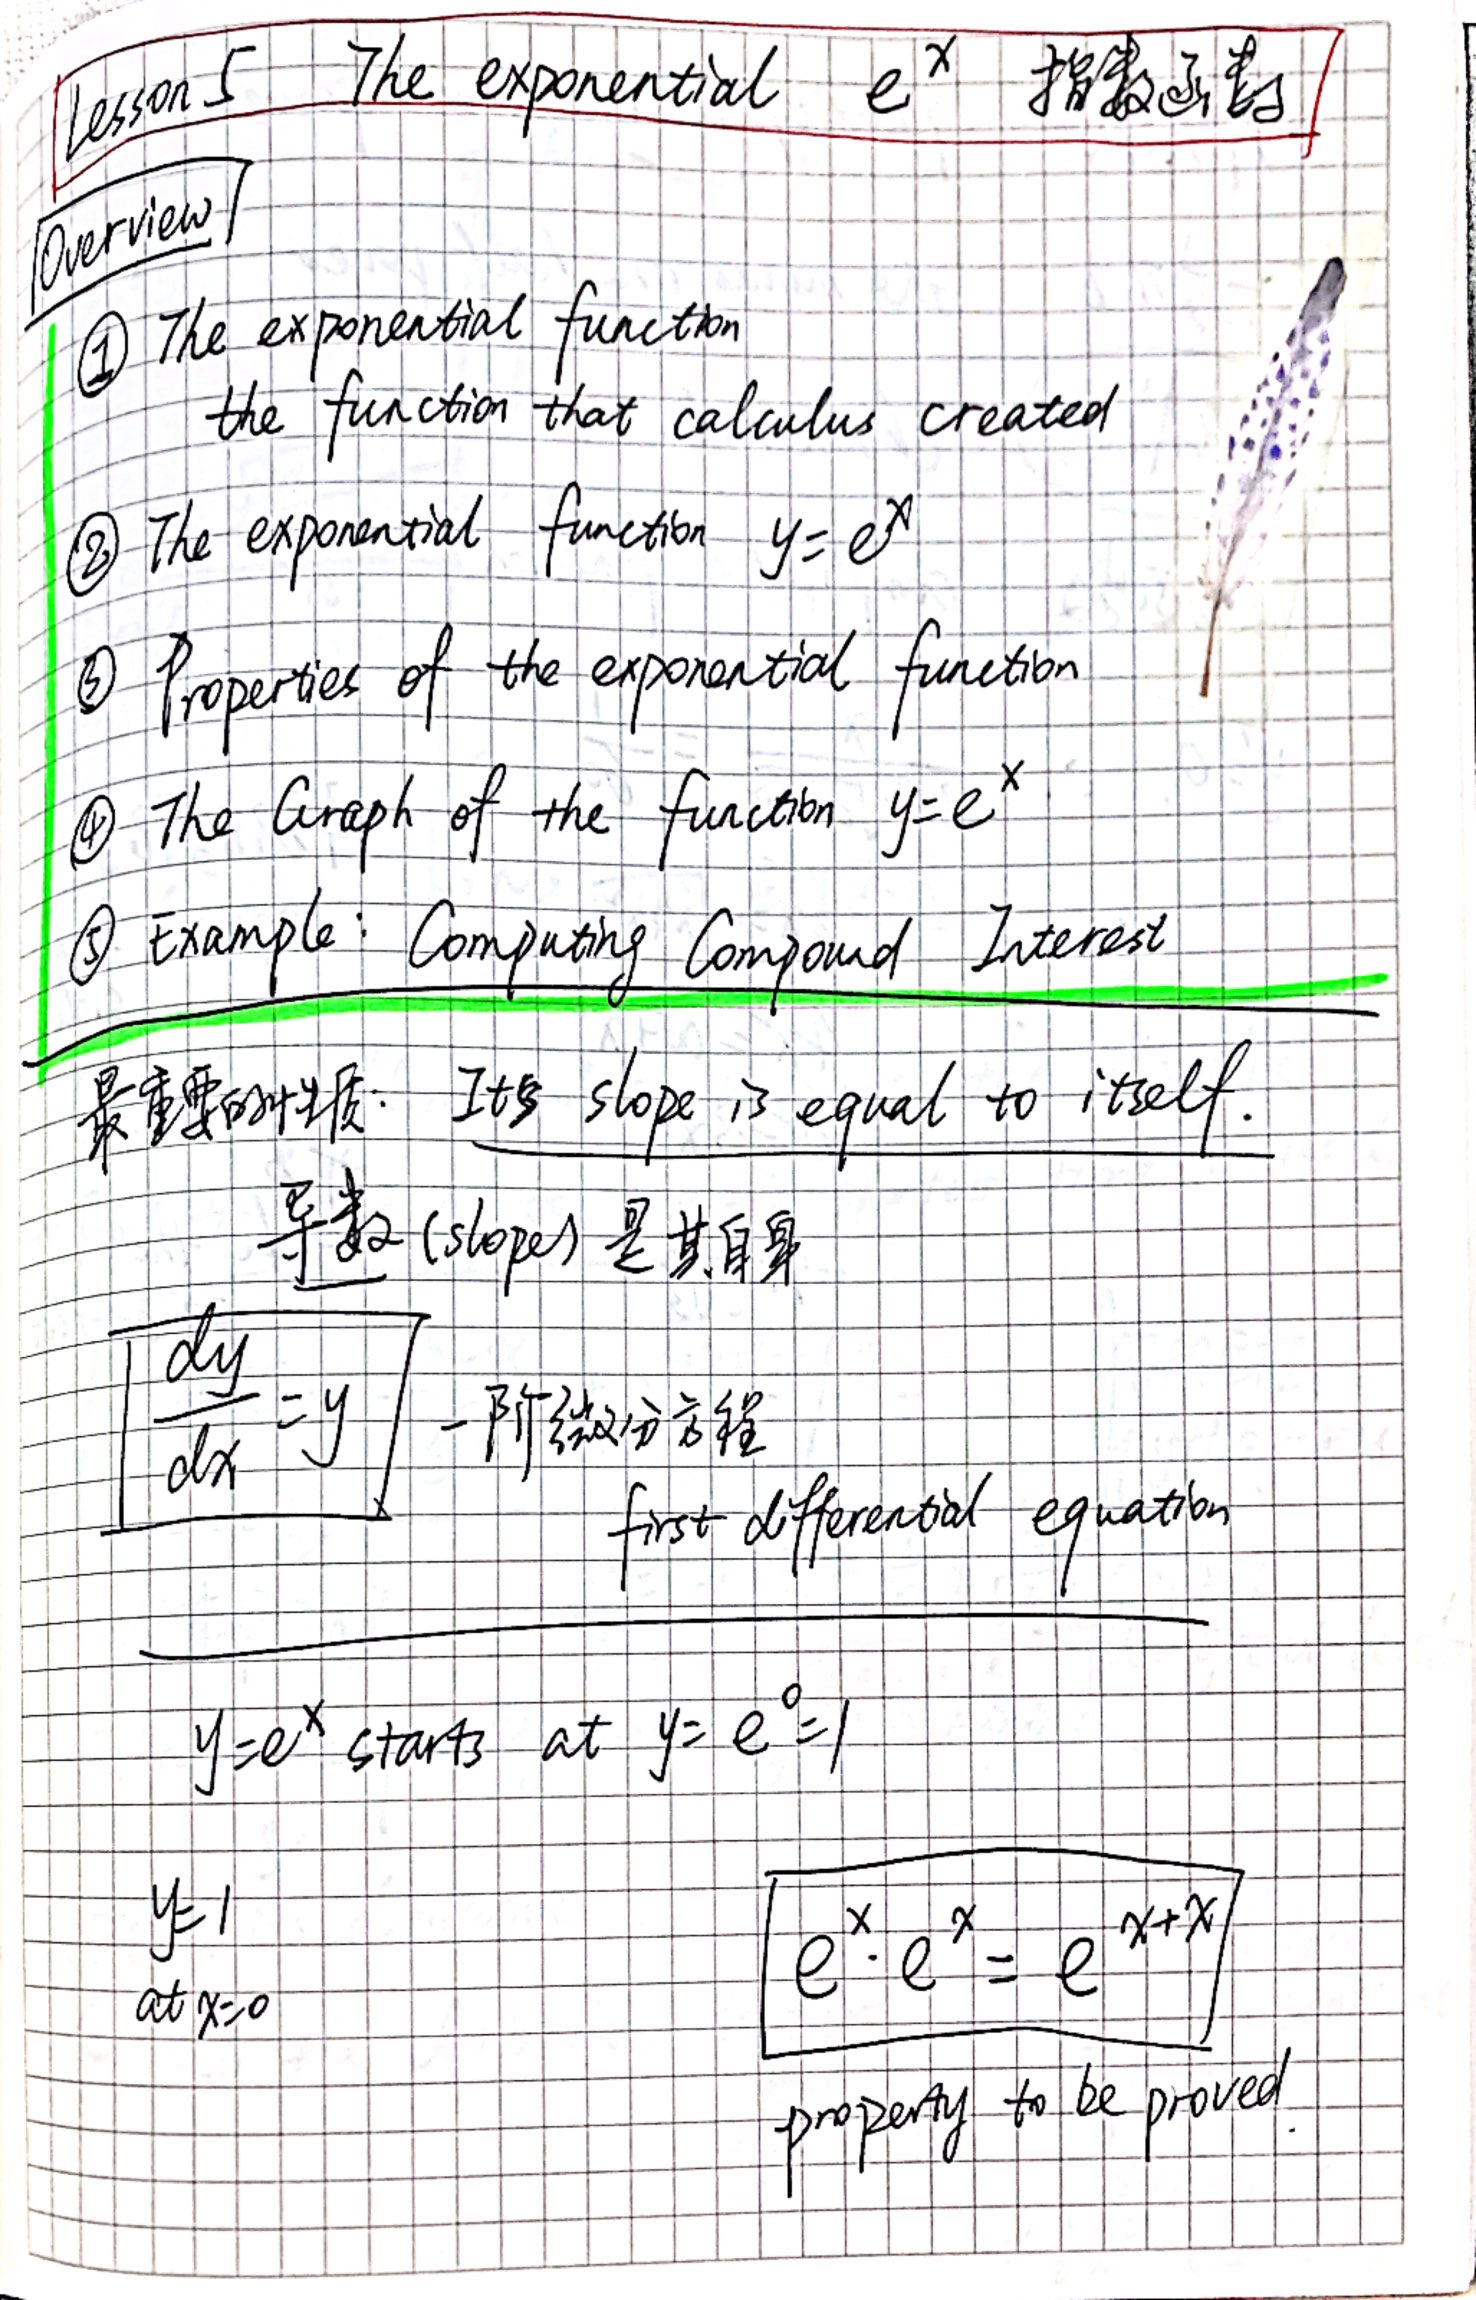 Lesson 5 The exponential e^x 指数函数
Overview
① The exponential function
the function that calculus created
② The exponential function y=e^x
③ Properties of the exponential function
④ The Graph of the function y=e^x
⑤ Example: Computing Compound Interest
最重要的性质: Its slope is equal to itself.
导数(slope) 是其自身
dy/dx = y 一阶微分方程
first differential equation
y=e^x starts at y=e^0=1
y=1
at x=0
e^x·e^x = e^{x+x}
property to be proved.